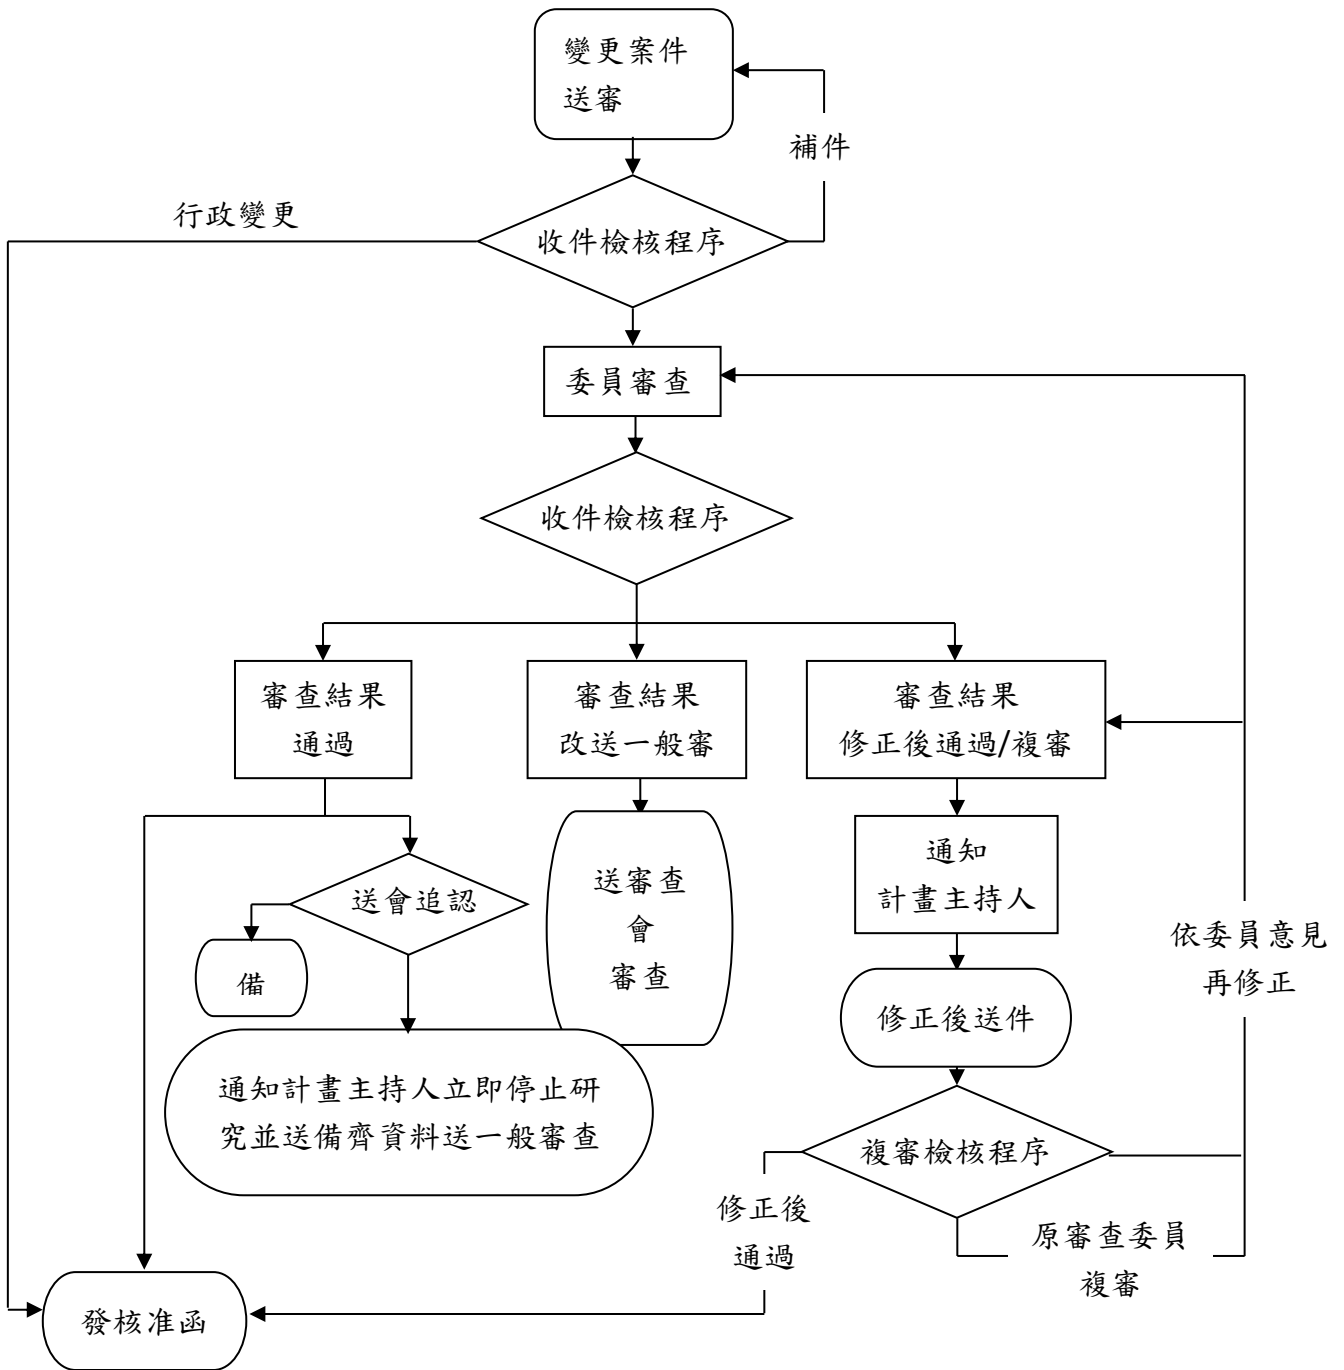 變更案件
送審
補件
行政變更
收件檢核程序
委員審查
收件檢核程序
審查結果
通過
審查結果
改送一般審
審查結果
修正後通過/複審
送會追認
備
送審查
會
審查
通知
計畫主持人
依委員意見
再修正
修正後送件
通知計畫主持人立即停止研
究並送備齊資料送一般審查
複審檢核程序
修正後
通過
原審查委員
複審
發核准函